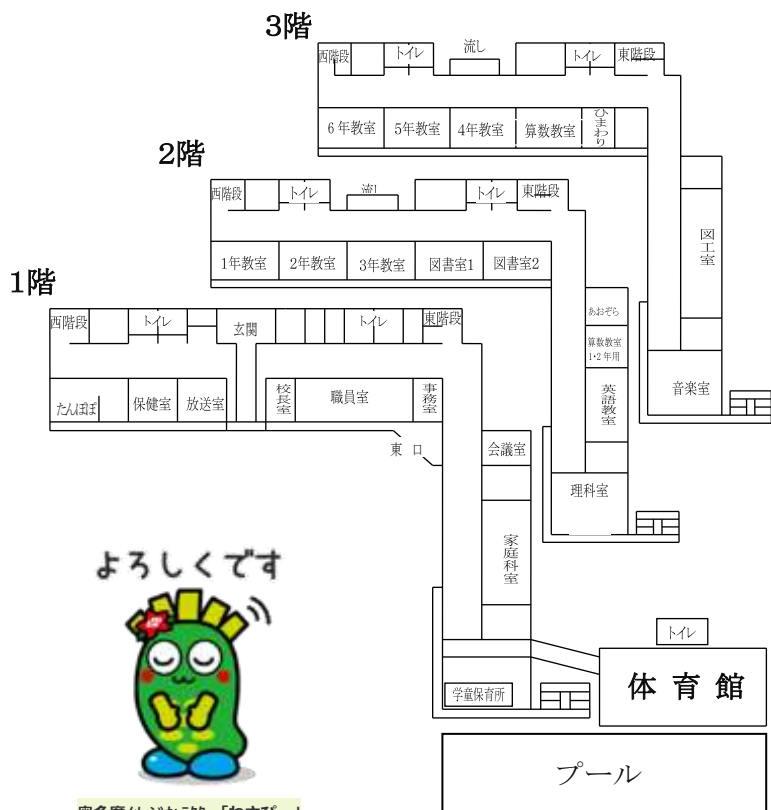 3階
西階段 トイレ 流し トイレ 東階段
6年教室 5年教室 4年教室 算数教室 ひまわり
図工室
音楽室
2階
西階段 トイレ 流し トイレ 東階段
1年教室 2年教室 3年教室 図書室1 図書室2
あおぞら
算数教室
1・2年用
英語教室
理科室
1階
西階段 トイレ 玄関 トイレ 東階段
たんぽぽ 保健室 放送室 校長室 職員室 事務室
東 口
会議室
家庭科室
学童保育所
トイレ
体育館
プール
よろしくです